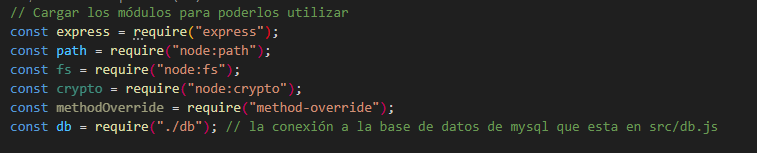 // Cargar los módulos para poderlos utilizar
const express = require("express");
const path = require("node:path");
const fs = require("node:fs");
const crypto = require("node:crypto");
const methodOverride = require("method-override");
const db = require("./db"); // la conexión a la base de datos de mysql que esta en src/db.js